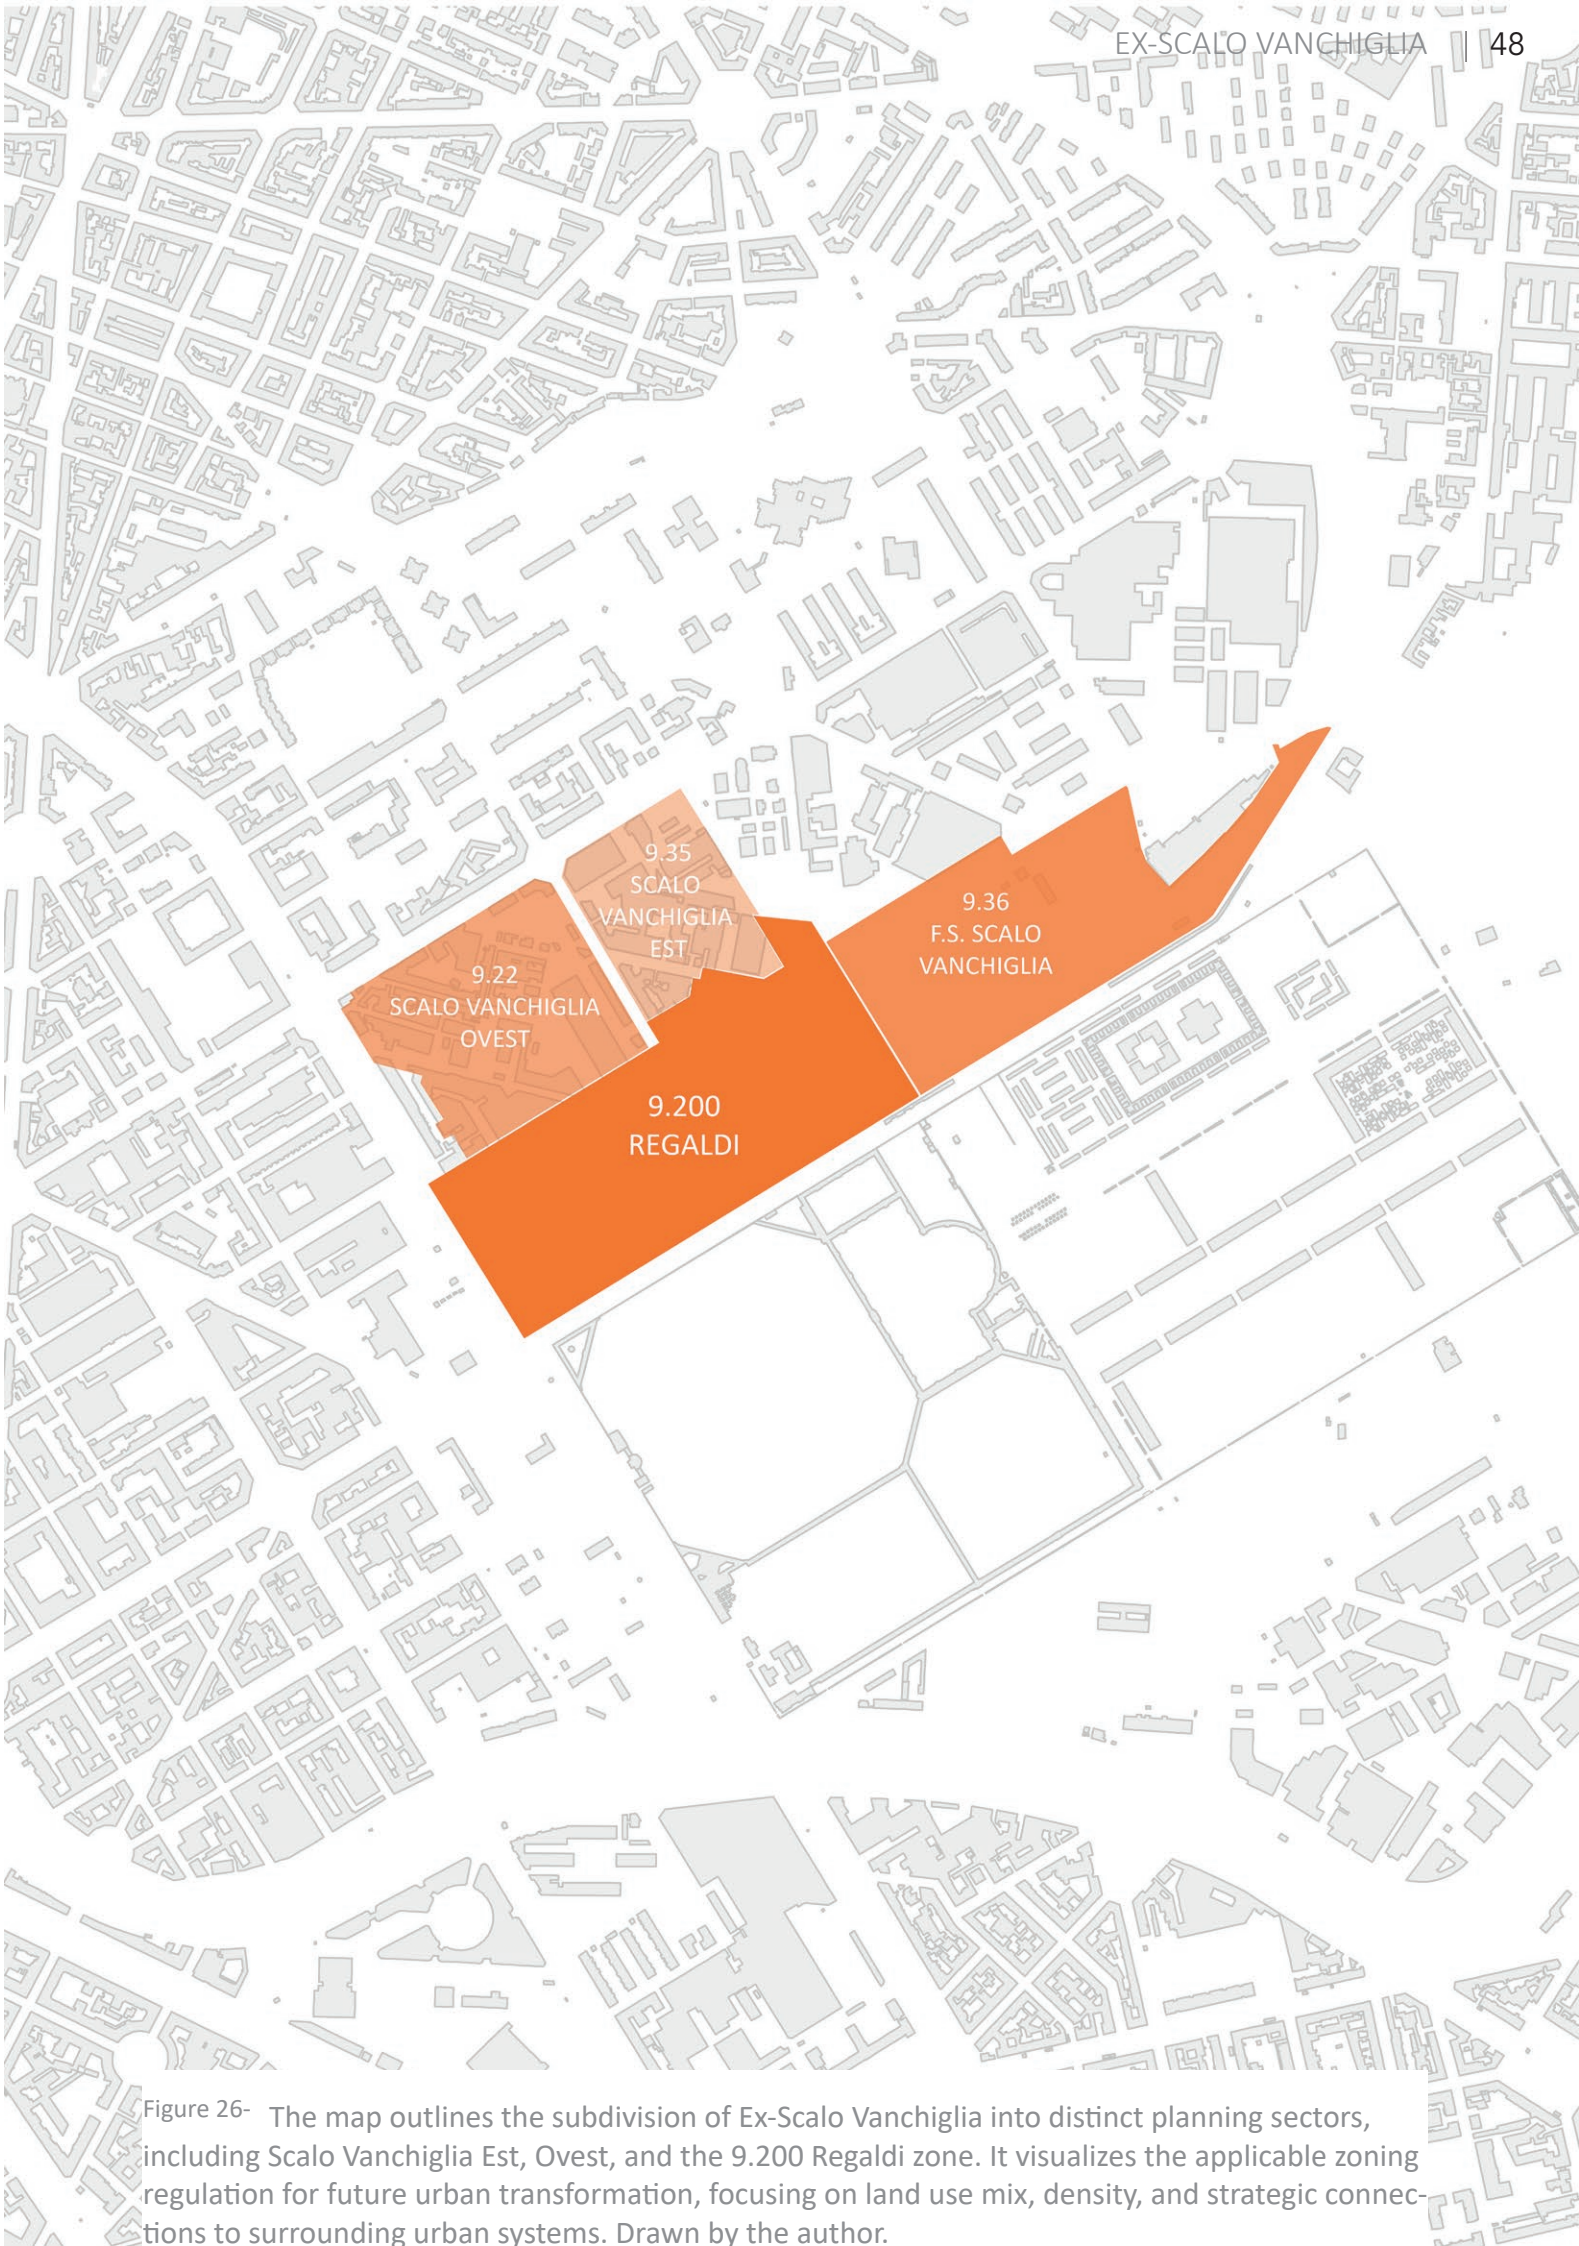 EX-SCALO VANCHIGLIA | 48
9.35
SCALO
VANCHIGLIA
EST
9.36
F.S. SCALO
VANCHIGLIA
9.22
SCALO VANCHIGLIA
OVEST
9.200
REGALDI
Figure 26- The map outlines the subdivision of Ex-Scalo Vanchiglia into distinct planning sectors,
including Scalo Vanchiglia Est, Ovest, and the 9.200 Regaldi zone. It visualizes the applicable zoning
regulation for future urban transformation, focusing on land use mix, density, and strategic connec-
tions to surrounding urban systems. Drawn by the author.